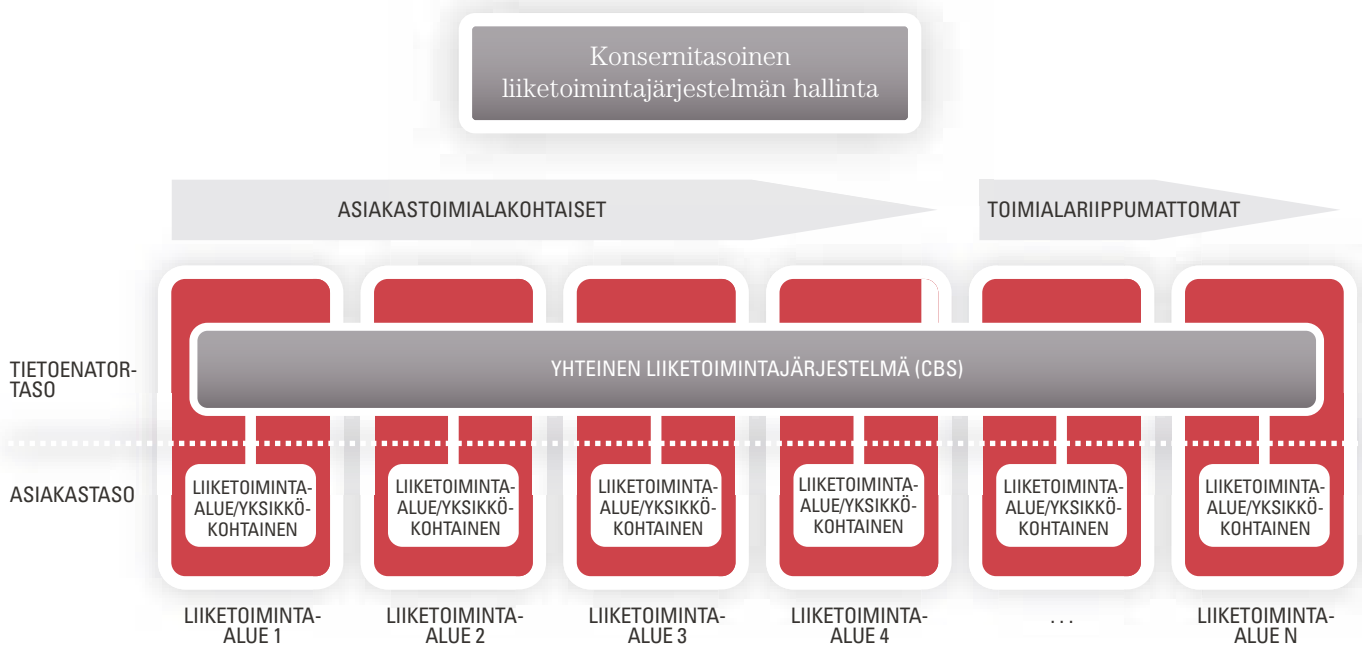 Konsernitasoinen
liiketoimintajärjestelmän hallinta
ASIAKASTOIMIALAKOHTAISET
TOIMIALARIIPPUMATTOMAT
TIETOENATOR-
TASO
YHTEINEN LIIKETOIMINTAJÄRJESTELMÄ (CBS)
ASIAKASTASO
LIIKETOIMINTA-
ALUE/YKSIKKÖ-
KOHTAINEN
LIIKETOIMINTA-
ALUE/YKSIKKÖ-
KOHTAINEN
LIIKETOIMINTA-
ALUE/YKSIKKÖ-
KOHTAINEN
LIIKETOIMINTA-
ALUE/YKSIKKÖ-
KOHTAINEN
LIIKETOIMINTA-
ALUE/YKSIKKÖ-
KOHTAINEN
LIIKETOIMINTA-
ALUE/YKSIKKÖ-
KOHTAINEN
LIIKETOIMINTA-
ALUE 1
LIIKETOIMINTA-
ALUE 2
LIIKETOIMINTA-
ALUE 3
LIIKETOIMINTA-
ALUE 4
. . .
LIIKETOIMINTA-
ALUE N